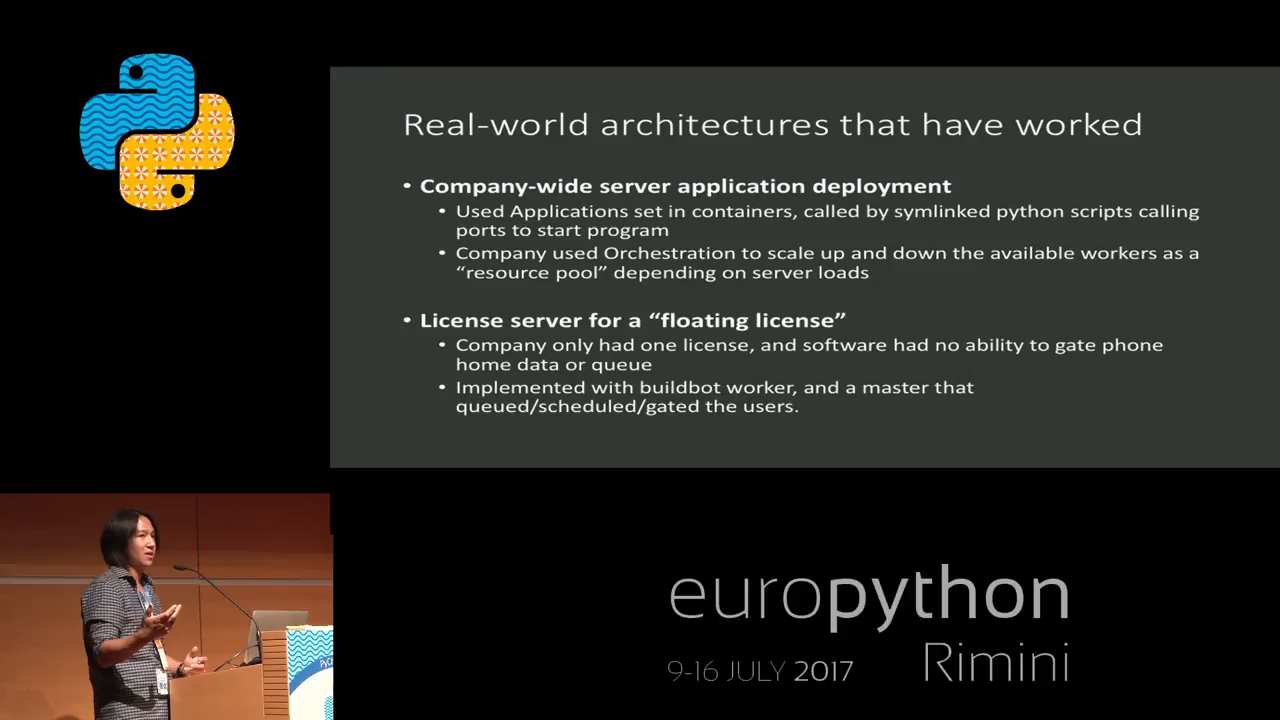 Real-world architectures that have worked
• Company-wide server application deployment
• Used Applications set in containers, called by symlinked python scripts calling
ports to start program
• Company used Orchestration to scale up and down the available workers as a
“resource pool” depending on server loads
• License server for a “floating license”
• Company only had one license, and software had no ability to gate phone
home data or queue
• Implemented with buildbot worker, and a master that
queued/scheduled/gated the users.
europython
Rimini
9-16 JULY 2017